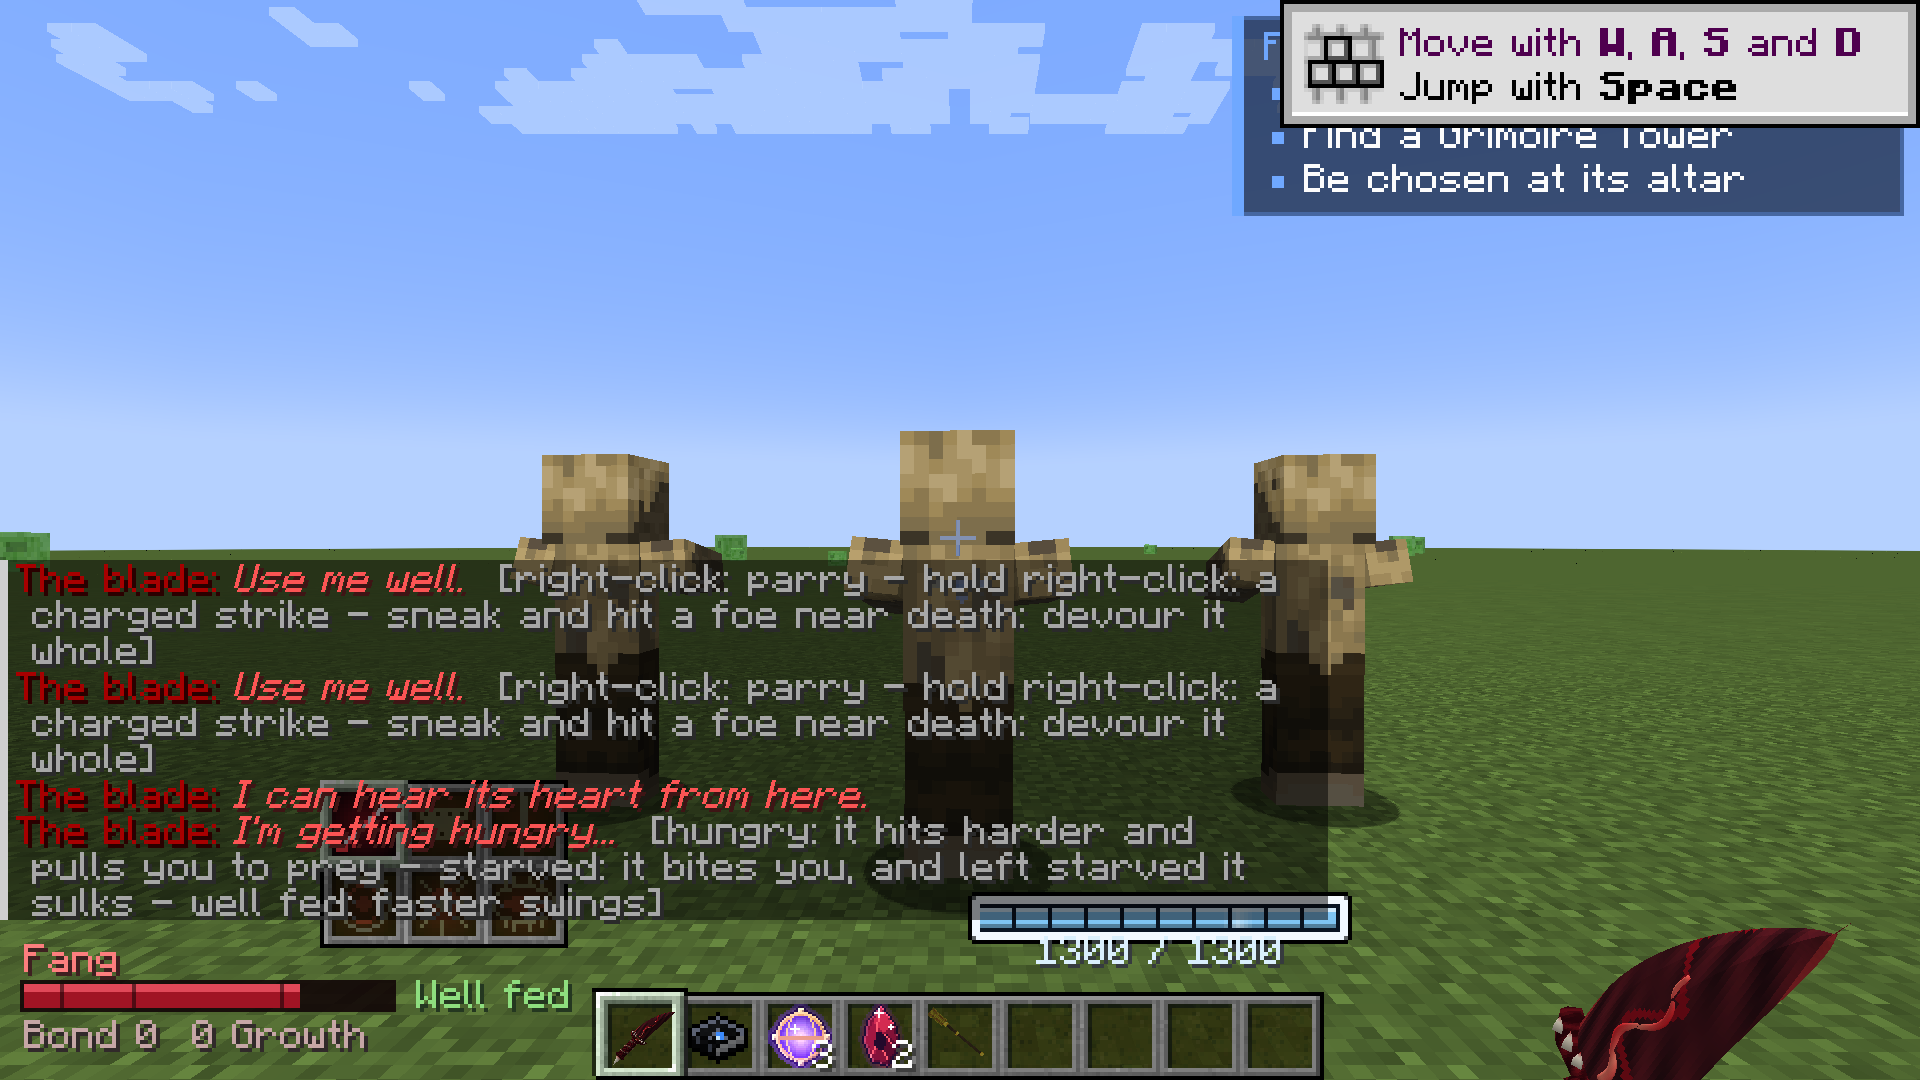 Move with W, A, S and D
Jump with Space
F
Find a Grimoire Tower
Be chosen at its altar
The blade: Use me well. [right-click: parry - hold right-click: a
charged strike - sneak and hit a foe near death: devour it
whole]
The blade: Use me well. [right-click: parry - hold right-click: a
charged strike - sneak and hit a foe near death: devour it
whole]
The blade: I can hear its heart from here.
The blade: I'm getting hungry... [hungry: it hits harder and
pulls you to prey - starved: it bites you, and left starved it
sulks - well fed: faster swings]
1300 / 1300
Fang
Well fed
Bond 0 0 Growth
3
2